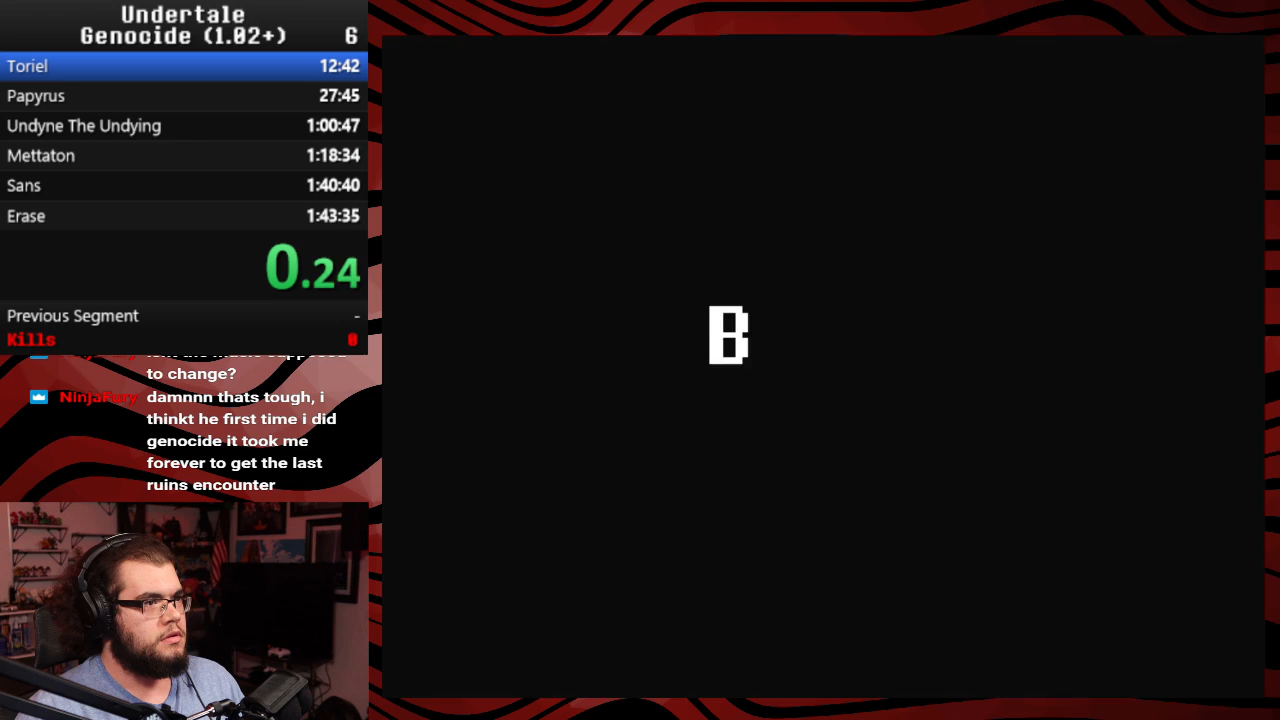 Undertale
Genocide (1.02+) 6
Toriel 12:42
Papyrus 27:45
Undyne The Undying 1:00:47
Mettaton 1:18:34
Sans 1:40:40
Erase 1:43:35
0.24
Previous Segment -
Kills 0
to change?
NinjaFury damnnn thats tough, i
thinkt he first time i did
genocide it took me
forever to get the last
ruins encounter
B